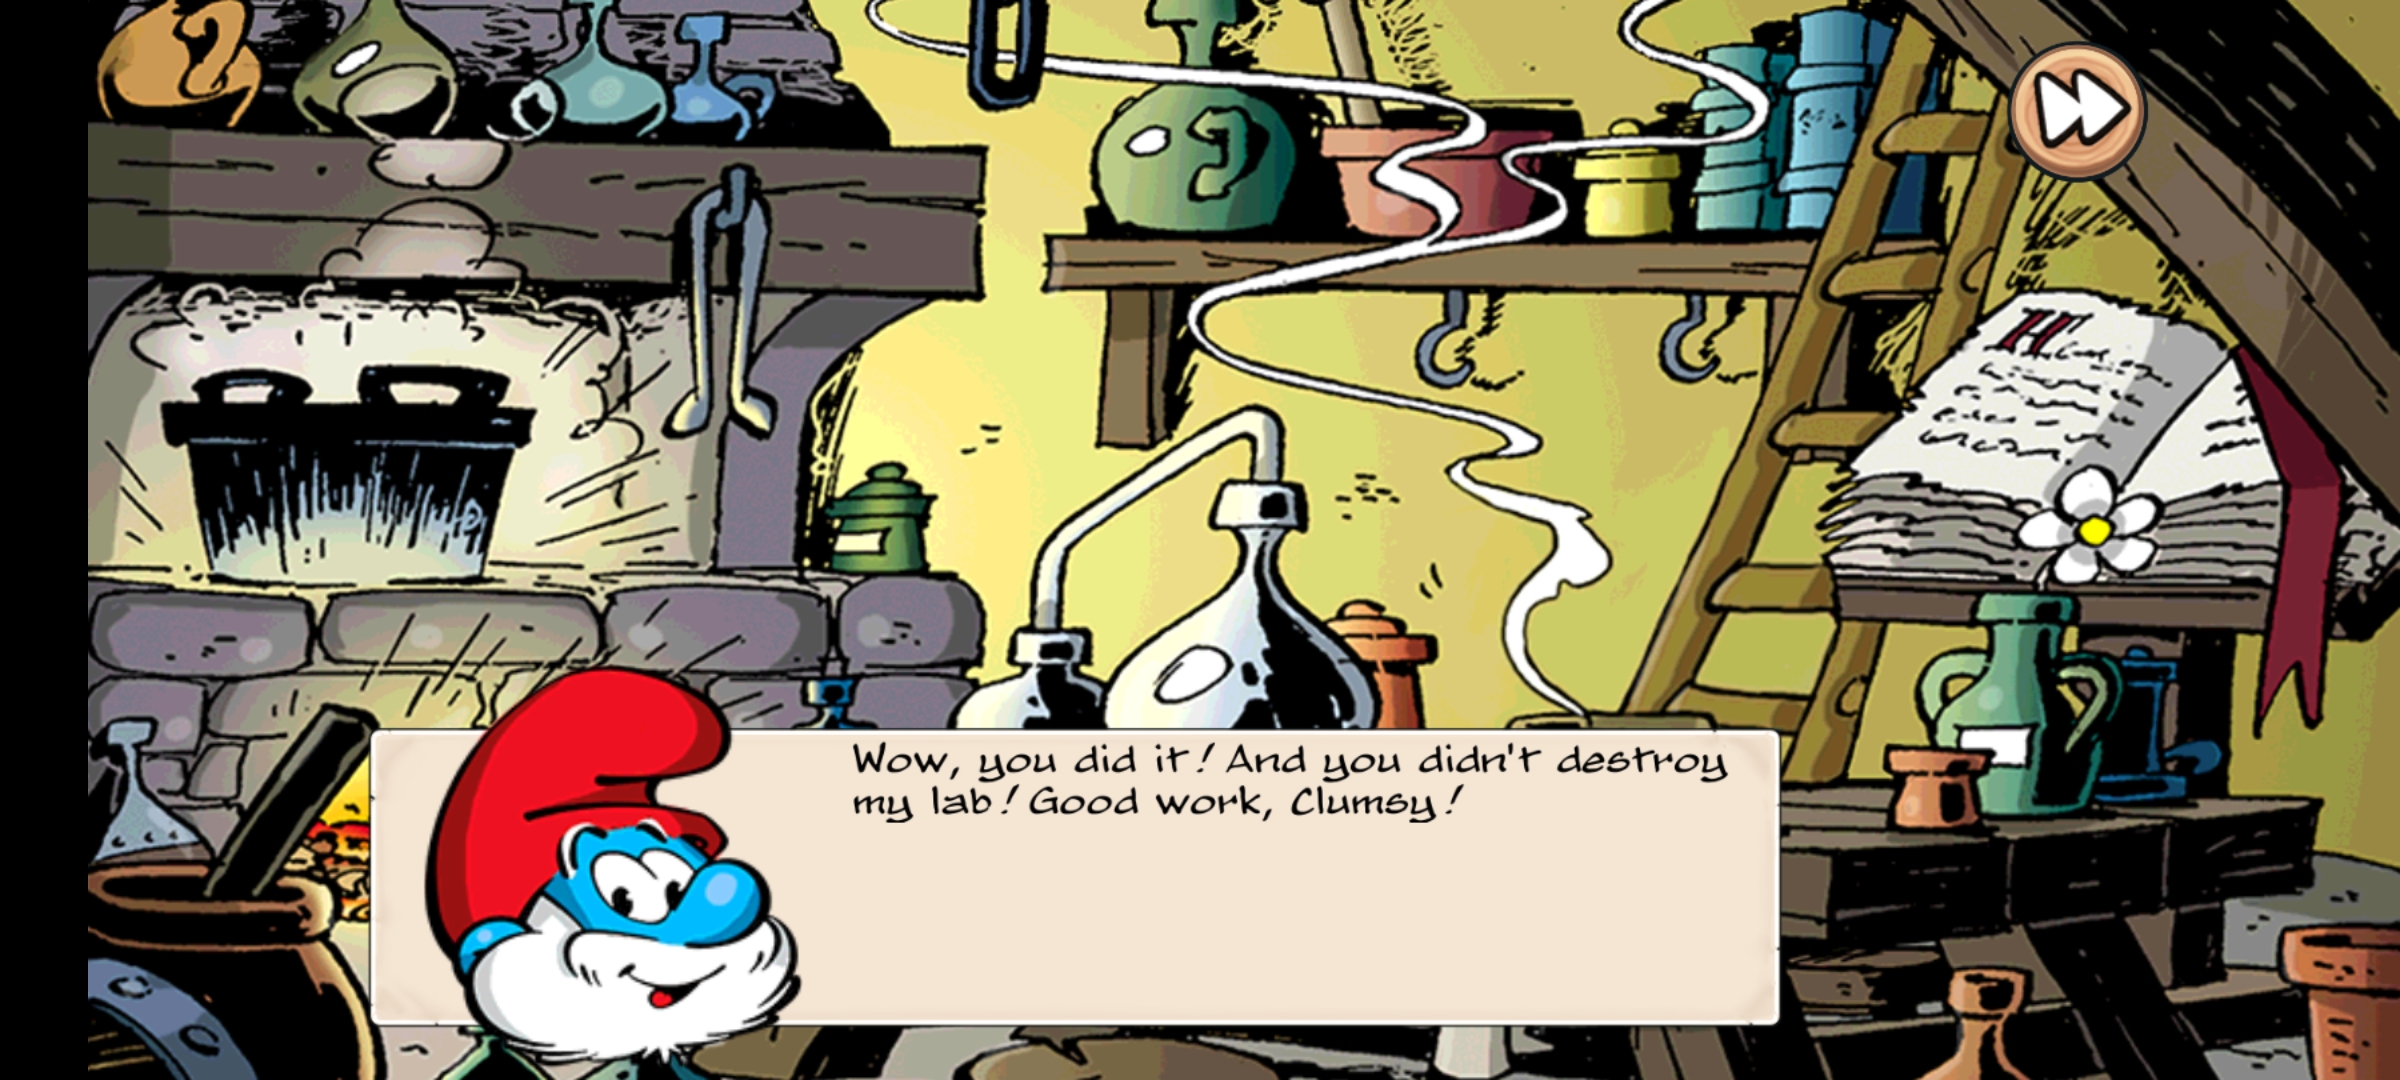 Wow, you did it! And you didn't destroy
my lab! Good work, Clumsy!